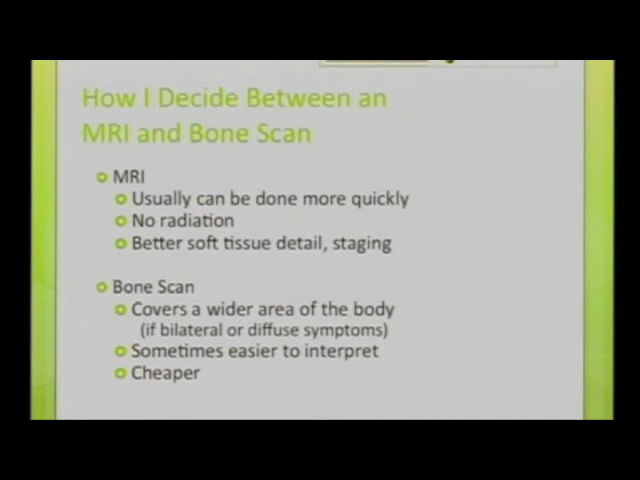 How I Decide Between an
MRI and Bone Scan
MRI
Usually can be done more quickly
No radiation
Better soft tissue detail, staging
Bone Scan
Covers a wider area of the body
(if bilateral or diffuse symptoms)
Sometimes easier to interpret
Cheaper